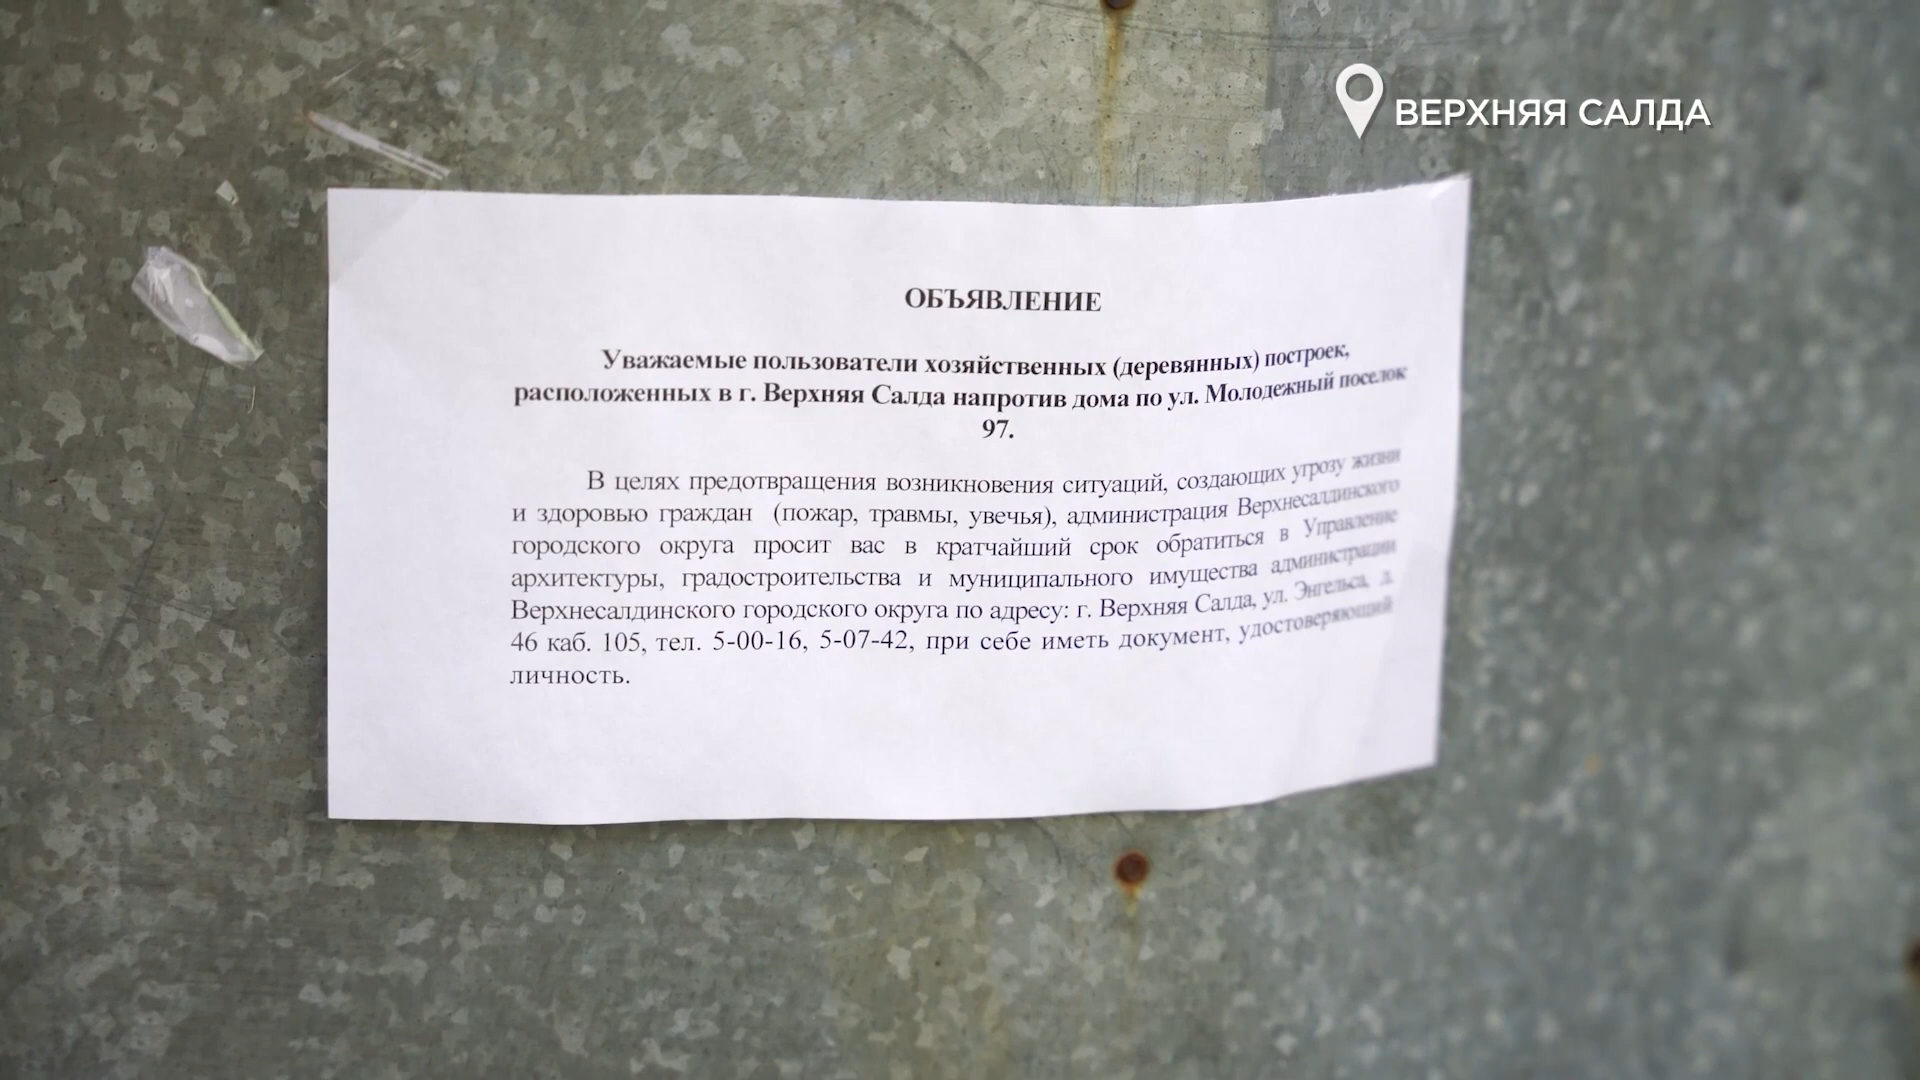 ВЕРХНЯЯ САЛДА
ОБЪЯВЛЕНИЕ
Уважаемые пользователи хозяйственных (деревянных) построек,
расположенных в г. Верхняя Салда напротив дома по ул. Молодежный поселок
97.
В целях предотвращения возникновения ситуаций, создающих угрозу жизни
и здоровью граждан (пожар, травмы, увечья), администрация Верхнесалдинского
городского округа просит вас в кратчайший срок обратиться в Управление
архитектуры, градостроительства и муниципального имущества администрации
Верхнесалдинского городского округа по адресу: г. Верхняя Салда, ул. Энгельса, д.
46 каб. 105, тел. 5-00-16, 5-07-42, при себе иметь документ, удостоверяющий
личность.